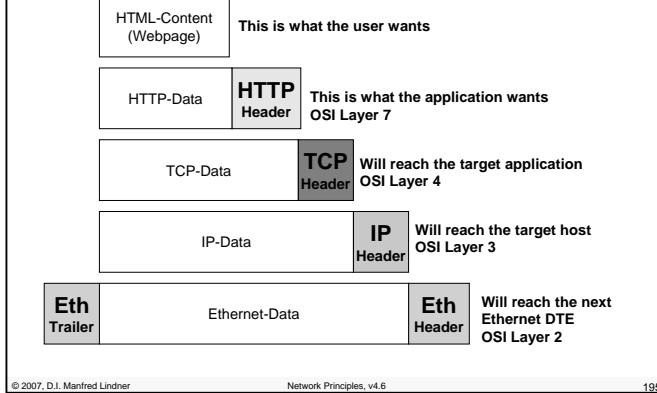 HTML-Content
(Webpage)
This is what the user wants
HTTP-Data
HTTP
Header
This is what the application wants
OSI Layer 7
TCP-Data
TCP
Header
Will reach the target application
OSI Layer 4
IP-Data
IP
Header
Will reach the target host
OSI Layer 3
Eth
Trailer
Ethernet-Data
Eth
Header
Will reach the next
Ethernet DTE
OSI Layer 2
© 2007, D.I. Manfred Lindner
Network Principles, v4.6
195